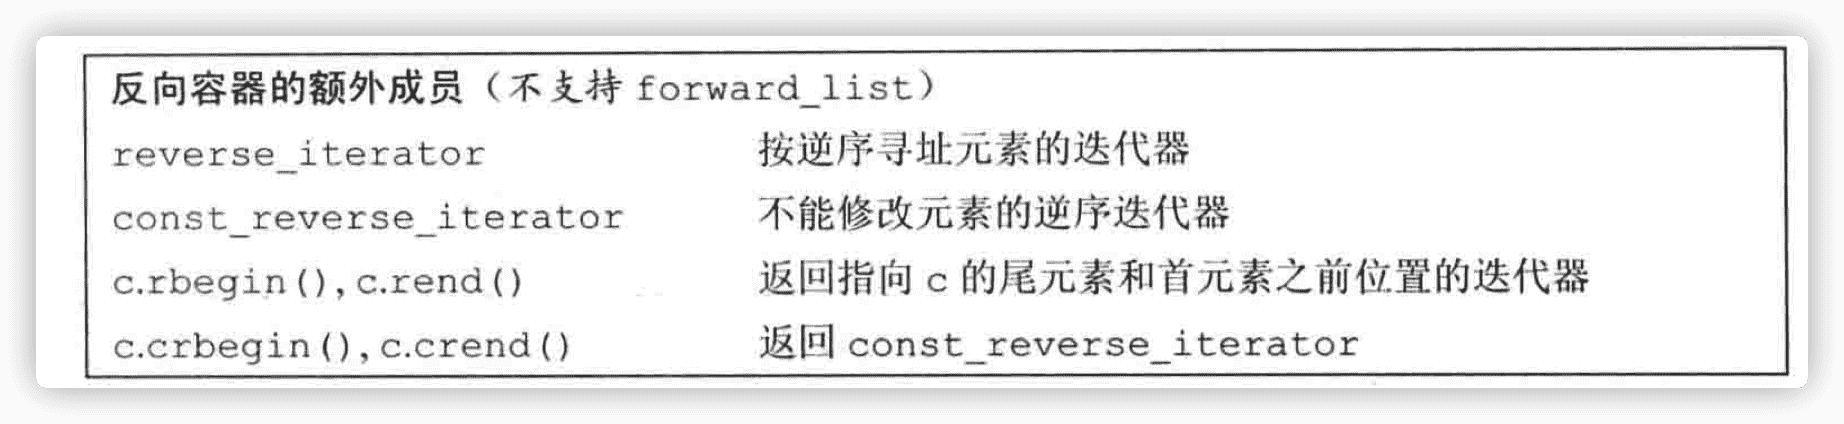 反向容器的额外成员（不支持 forward_list）
reverse_iterator 按逆序寻址元素的迭代器
const_reverse_iterator 不能修改元素的逆序迭代器
c.rbegin(),c.rend() 返回指向 c 的尾元素和首元素之前位置的迭代器
c.crbegin(),c.crend() 返回 const_reverse_iterator